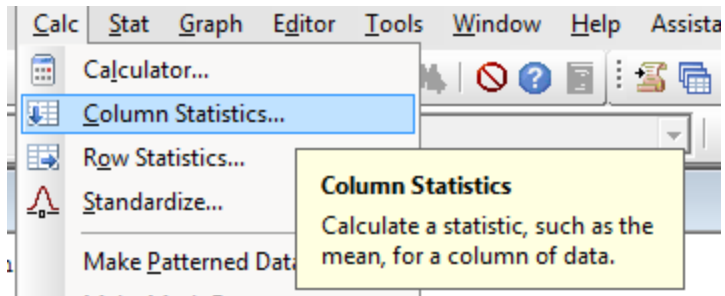 Calc Stat Graph Editor Tools Window Help Assista
Calculator...
Column Statistics...
Row Statistics...
Standardize...
Make Patterned Data
Column Statistics
Calculate a statistic, such as the
mean, for a column of data.